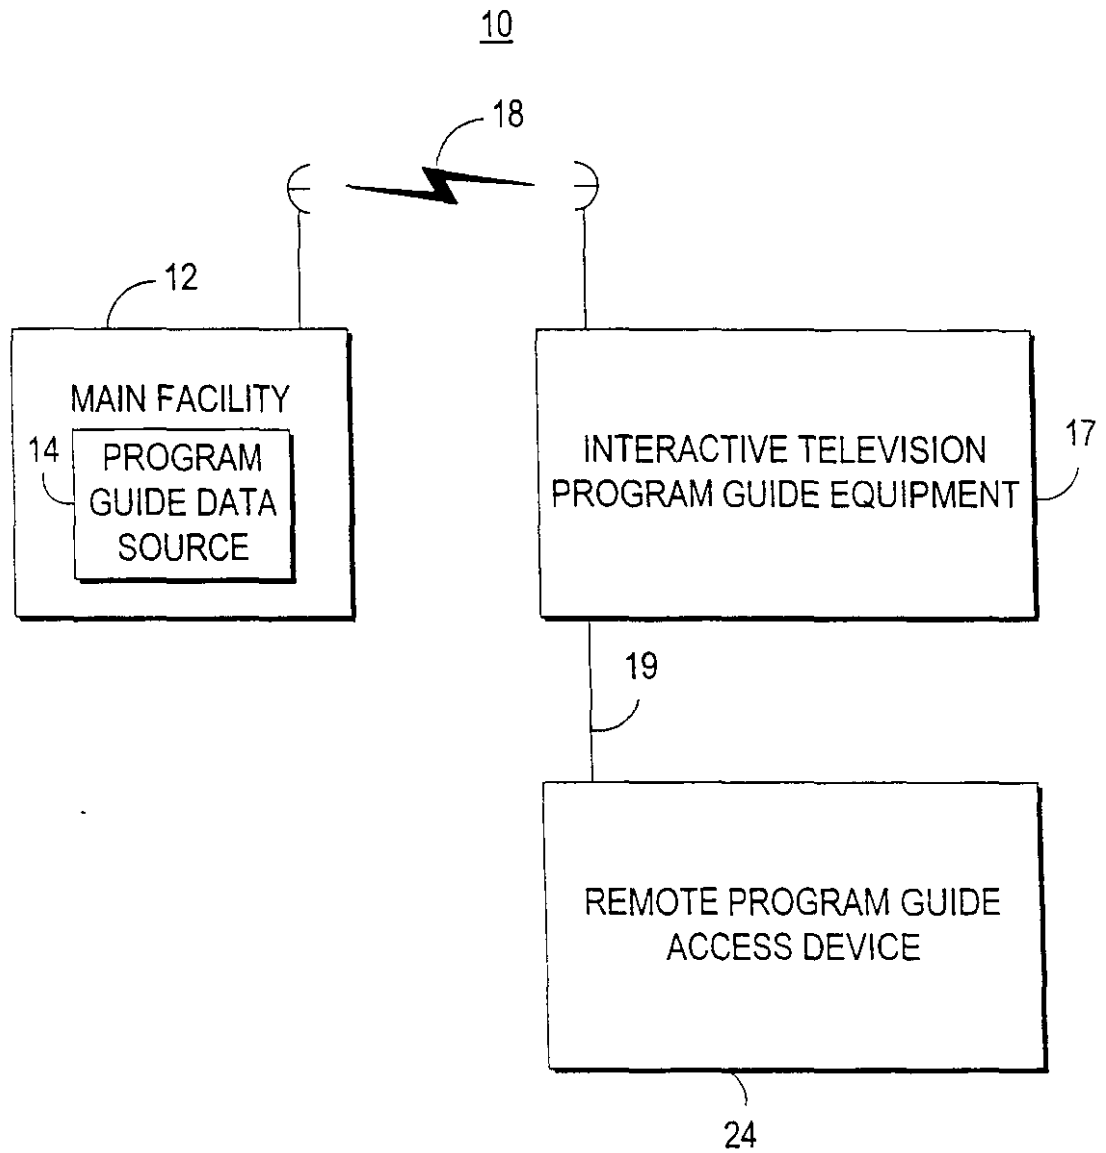 10
18
12
MAIN FACILITY
14
PROGRAM
GUIDE DATA
SOURCE
INTERACTIVE TELEVISION
PROGRAM GUIDE EQUIPMENT
17
19
REMOTE PROGRAM GUIDE
ACCESS DEVICE
24